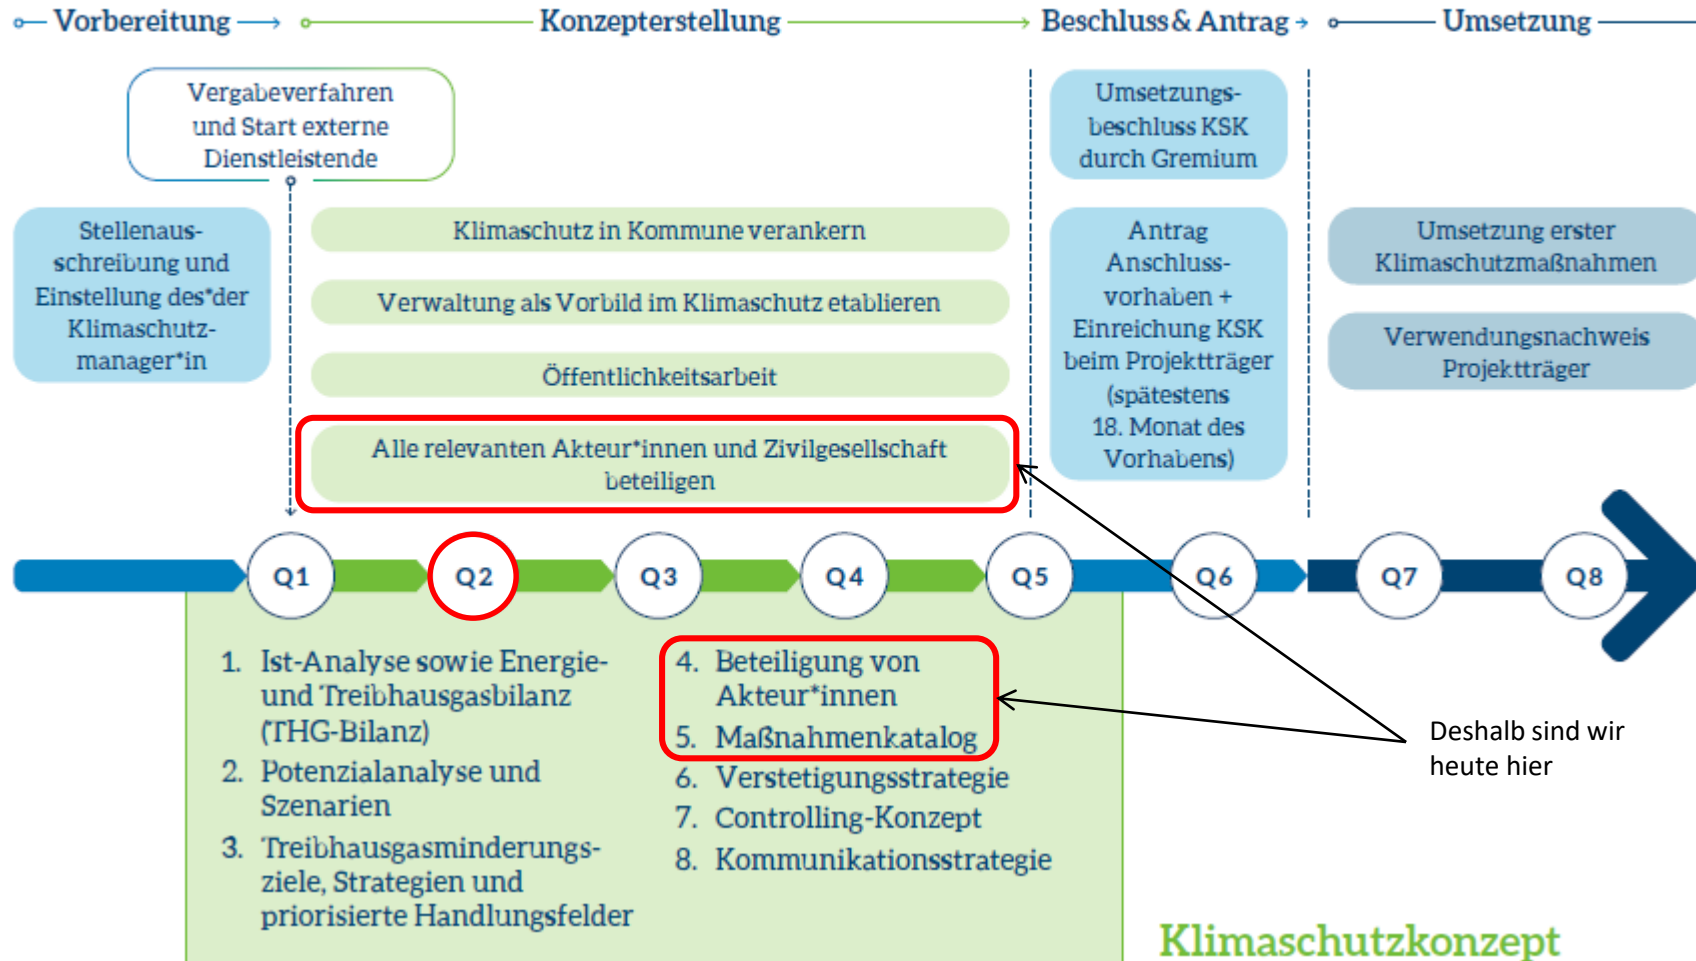 Vorbereitung
Konzepterstellung
Beschluss & Antrag
Umsetzung
Vergabeverfahren
und Start externe
Dienstleistende
Umsetzungs-
beschluss KSK
durch Gremium
Stellenaus-
schreibung und
Einstellung des*der
Klimaschutz-
manager*in
Klimaschutz in Kommune verankern
Verwaltung als Vorbild im Klimaschutz etablieren
Öffentlichkeitsarbeit
Alle relevanten Akteur*innen und Zivilgesellschaft
beteiligen
Antrag
Anschluss-
vorhaben +
Einreichung KSK
beim Projektträger
(spätestens
18. Monat des
Vorhabens)
Umsetzung erster
Klimaschutzmaßnahmen
Verwendungsnachweis
Projektträger
Q1
Q2
Q3
Q4
Q5
Q6
Q7
Q8
1. Ist-Analyse sowie Energie-
und Treibhausgasbilanz
(THG-Bilanz)
2. Potenzialanalyse und
Szenarien
3. Treibhausgasminderungs-
ziele, Strategien und
priorisierte Handlungsfelder
4. Beteiligung von
Akteur*innen
5. Maßnahmenkatalog
6. Verstetigungsstrategie
7. Controlling-Konzept
8. Kommunikationsstrategie
Deshalb sind wir
heute hier
Klimaschutzkonzept